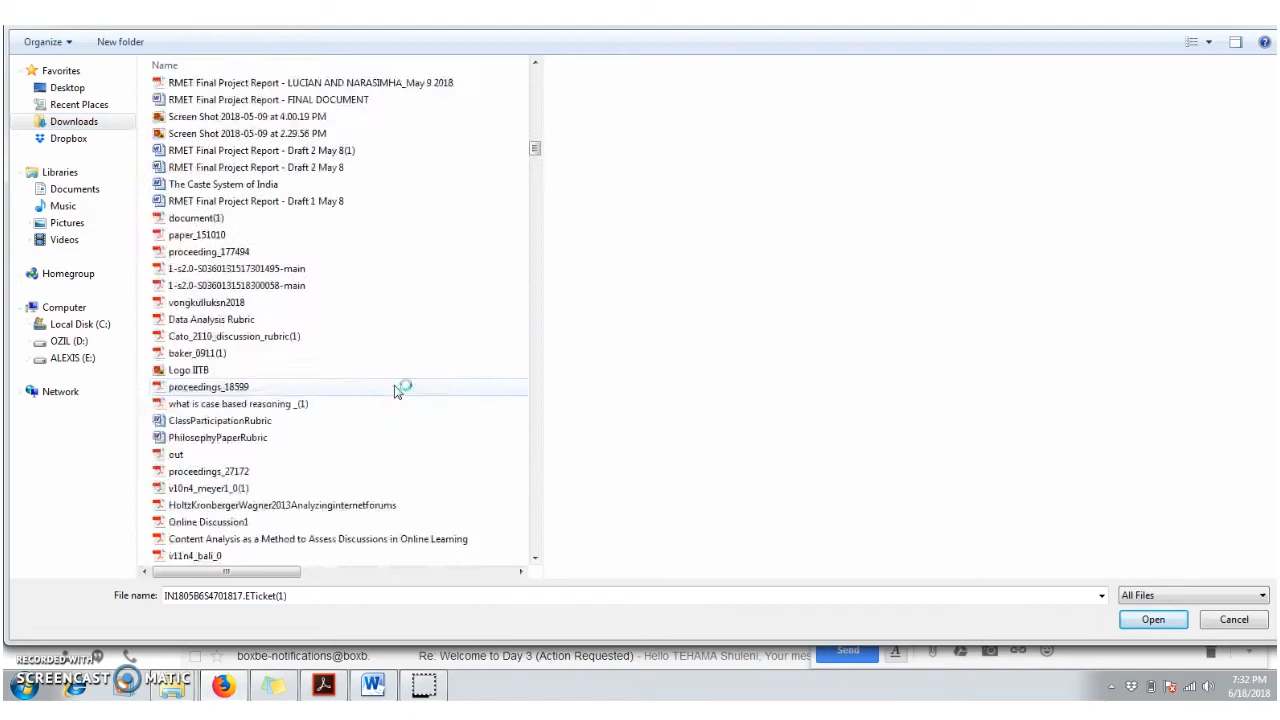 Organize
New folder
Favorites
Desktop
Recent Places
Downloads
Dropbox
Libraries
Documents
Music
Pictures
Videos
Homegroup
Computer
Local Disk (C:)
OZIL (D:)
ALEXIS (E:)
Network
Name
RMET Final Project Report - LUCIAN AND NARASIMHA_May 9 2018
RMET Final Project Report - FINAL DOCUMENT
Screen Shot 2018-05-09 at 4.00.19 PM
Screen Shot 2018-05-09 at 2.29.56 PM
RMET Final Project Report - Draft 2 May 8(1)
RMET Final Project Report - Draft 2 May 8
The Caste System of India
RMET Final Project Report - Draft 1 May 8
document(1)
paper_151010
proceeding_177494
1-s2.0-S0360131517301495-main
1-s2.0-S0360131518300058-main
vongkulluksn2018
Data Analysis Rubric
Cato_2110_discussion_rubric(1)
baker_0911(1)
Logo IITB
proceedings_18599
what is case based reasoning _(1)
ClassParticipationRubric
PhilosophyPaperRubric
out
proceedings_27172
v10n4_meyer1_0(1)
HoltzKronbergerWagner2013Analyzinginternetforums
Online Discussion1
Content Analysis as a Method to Assess Discussions in Online Learning
v11n4_bali_0
File name: IN1805B6S4701817.ETicket(1)
All Files
Open
Cancel
boxbe-notifications@boxb.
Re: Welcome to Day 3 (Action Requested) - Hello TEHAMA Shuleni, Your mes
Send
RECORDED WITH
SCREENCAST MATIC
7:32 PM
6/18/2018